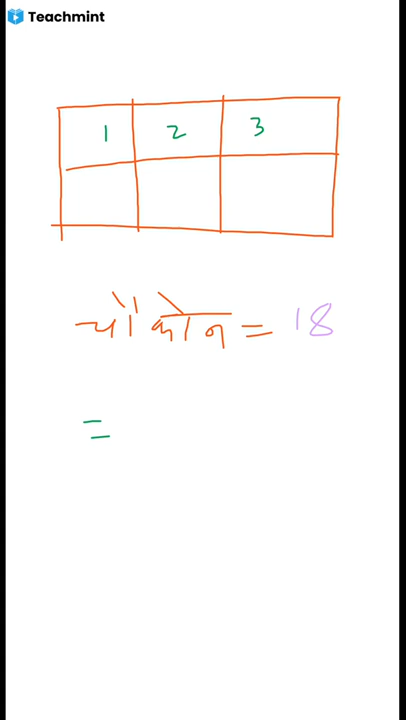 Teachmint
1 2 3
चौकोन = 18
=